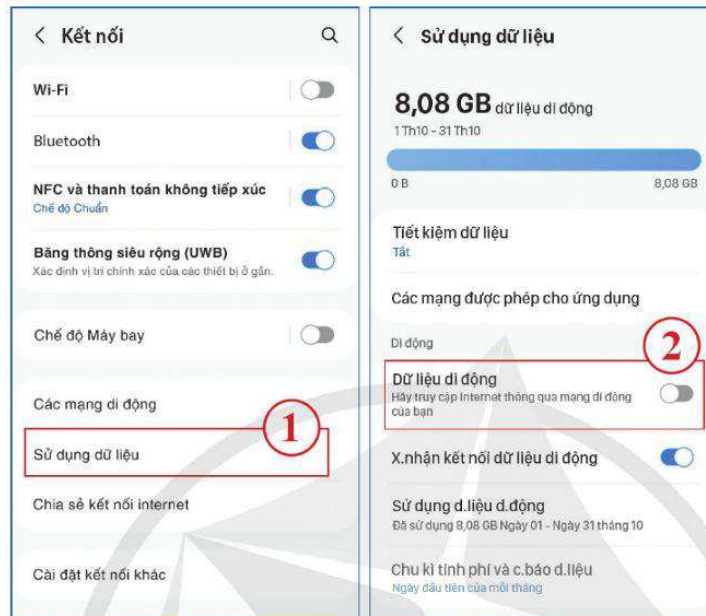 Kết nối
Wi-Fi
Bluetooth
NFC và thanh toán không tiếp xúc
Chế độ Chuẩn
Băng thông siêu rộng (UWB)
Xác định vị trí chính xác của các thiết bị ở gần.
Chế độ Máy bay
Các mạng di động
1
Sử dụng dữ liệu
Chia sẻ kết nối internet
Cài đặt kết nối khác
Sử dụng dữ liệu
8,08 GB dữ liệu di động
1 Th10 - 31 Th10
0 B 8,08 GB
Tiết kiệm dữ liệu
Tắt
Các mạng được phép cho ứng dụng
Di động
2
Dữ liệu di động
Hãy truy cập Internet thông qua mạng di động
của bạn
X.nhận kết nối dữ liệu di động
Sử dụng d.liệu d.động
Đã sử dụng 8,08 GB Ngày 01 - Ngày 31 tháng 10
Chu kì tính phí và c.báo d.liệu
Ngày đầu tiên của mỗi tháng